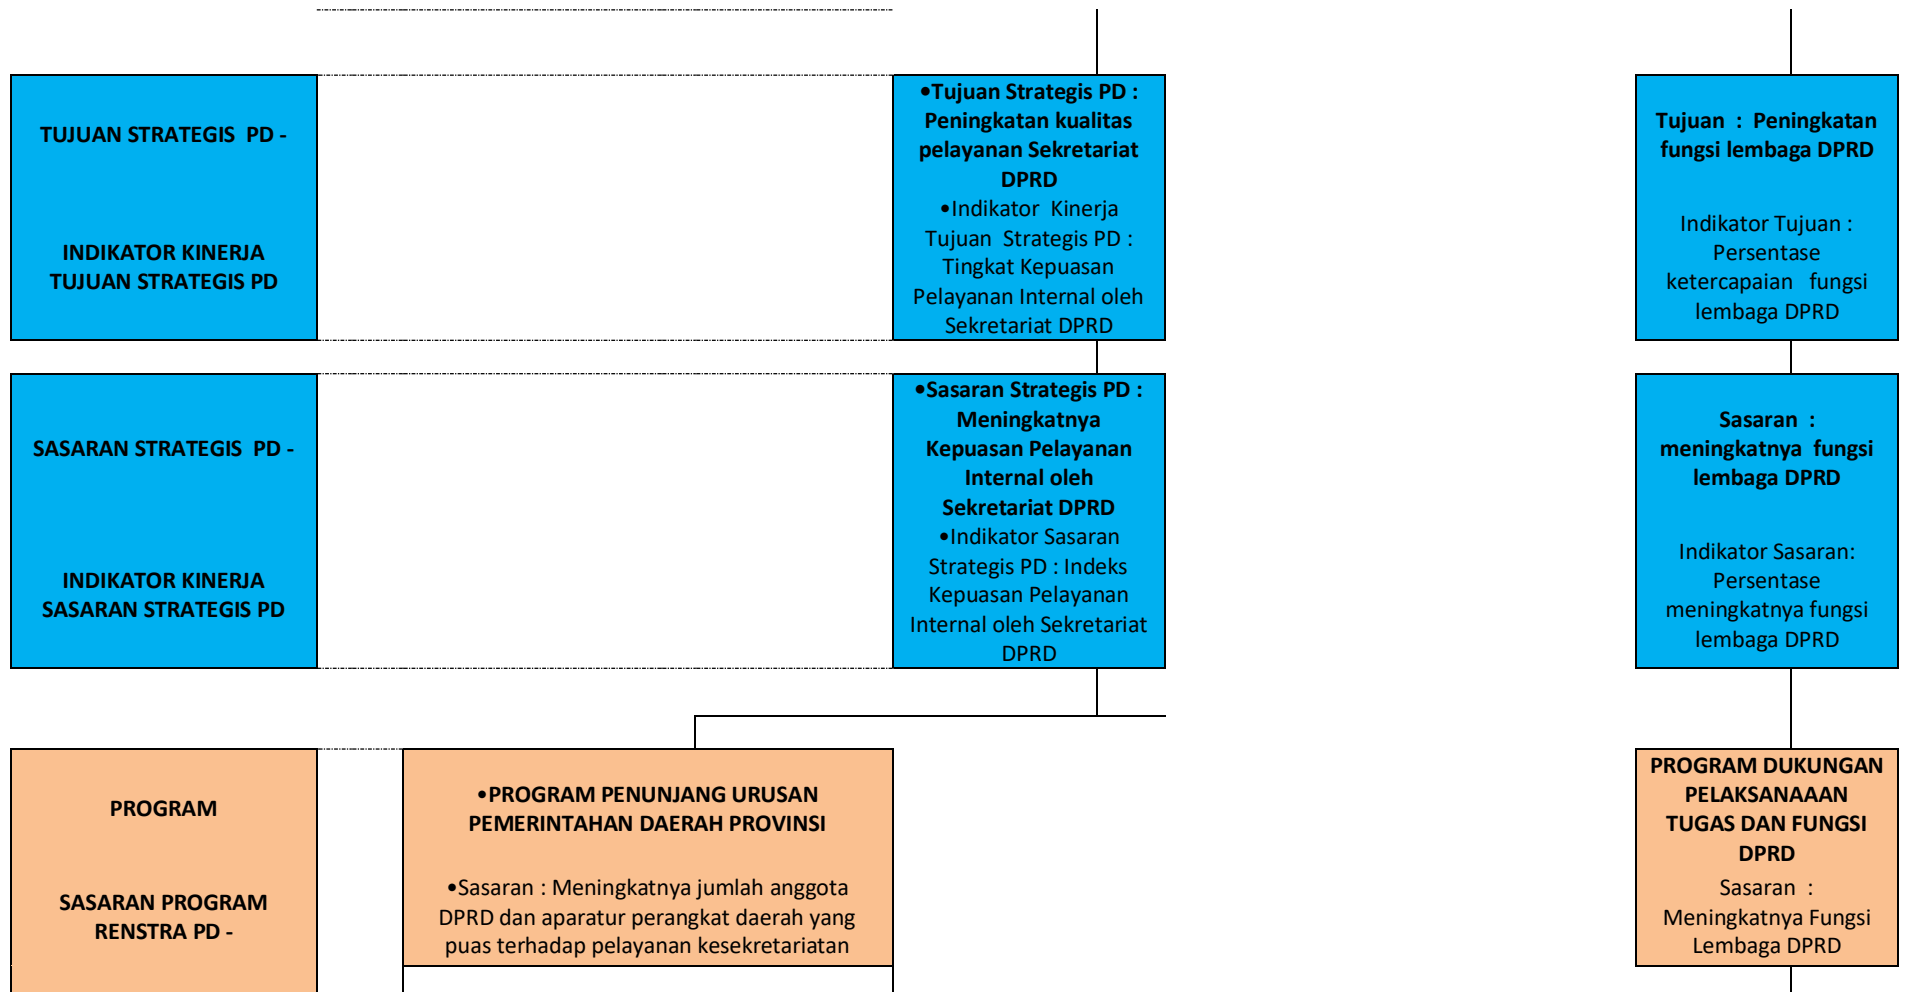 TUJUAN STRATEGIS PD -
INDIKATOR KINERJA
TUJUAN STRATEGIS PD
•Tujuan Strategis PD :
Peningkatan kualitas
pelayanan Sekretariat
DPRD
•Indikator Kinerja
Tujuan Strategis PD :
Tingkat Kepuasan
Pelayanan Internal oleh
Sekretariat DPRD
Tujuan : Peningkatan
fungsi lembaga DPRD
Indikator Tujuan :
Persentase
ketercapaian fungsi
lembaga DPRD
SASARAN STRATEGIS PD -
INDIKATOR KINERJA
SASARAN STRATEGIS PD
•Sasaran Strategis PD :
Meningkatnya
Kepuasan Pelayanan
Internal oleh
Sekretariat DPRD
•Indikator Sasaran
Strategis PD : Indeks
Kepuasan Pelayanan
Internal oleh Sekretariat
DPRD
Sasaran :
meningkatnya fungsi
lembaga DPRD
Indikator Sasaran:
Persentase
meningkatnya fungsi
lembaga DPRD
PROGRAM
SASARAN PROGRAM
RENSTRA PD -
•PROGRAM PENUNJANG URUSAN
PEMERINTAHAN DAERAH PROVINSI
•Sasaran : Meningkatnya jumlah anggota
DPRD dan aparatur perangkat daerah yang
puas terhadap pelayanan kesekretariatan
PROGRAM DUKUNGAN
PELAKSANAAAN
TUGAS DAN FUNGSI
DPRD
Sasaran :
Meningkatnya Fungsi
Lembaga DPRD